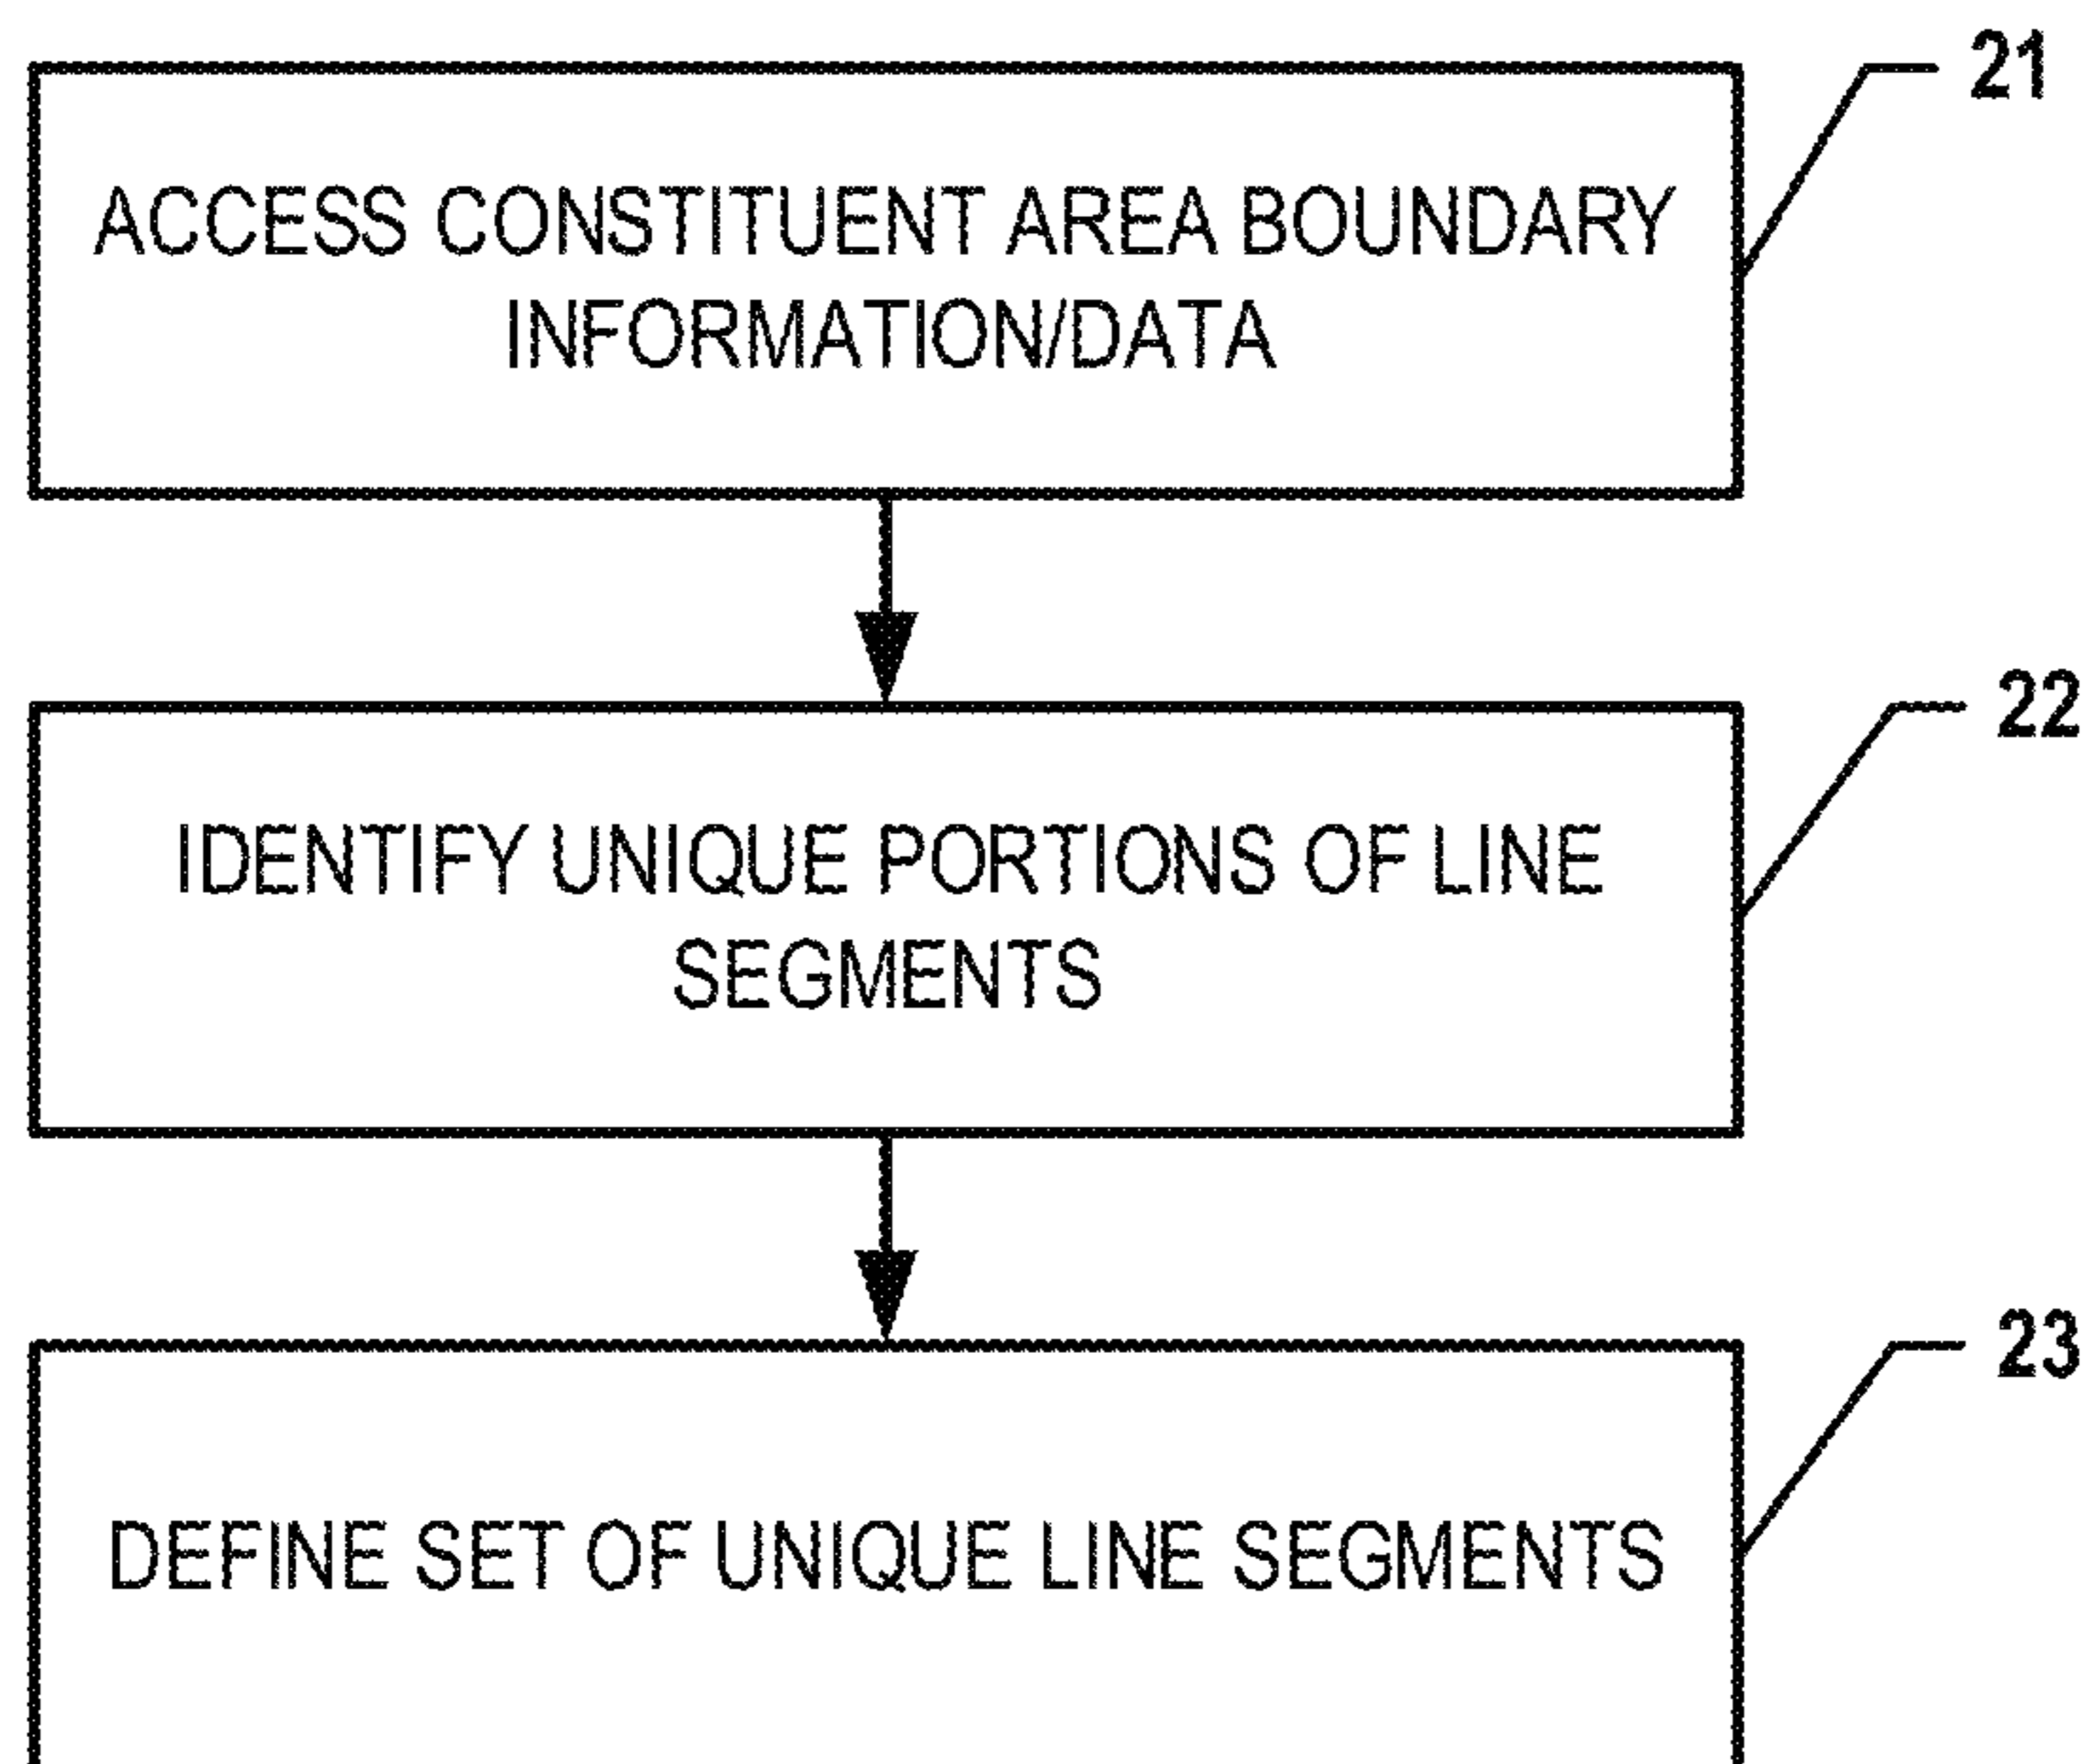 21
ACCESS CONSTITUENT AREA BOUNDARY
INFORMATION/DATA
22
IDENTIFY UNIQUE PORTIONS OF LINE
SEGMENTS
23
DEFINE SET OF UNIQUE LINE SEGMENTS